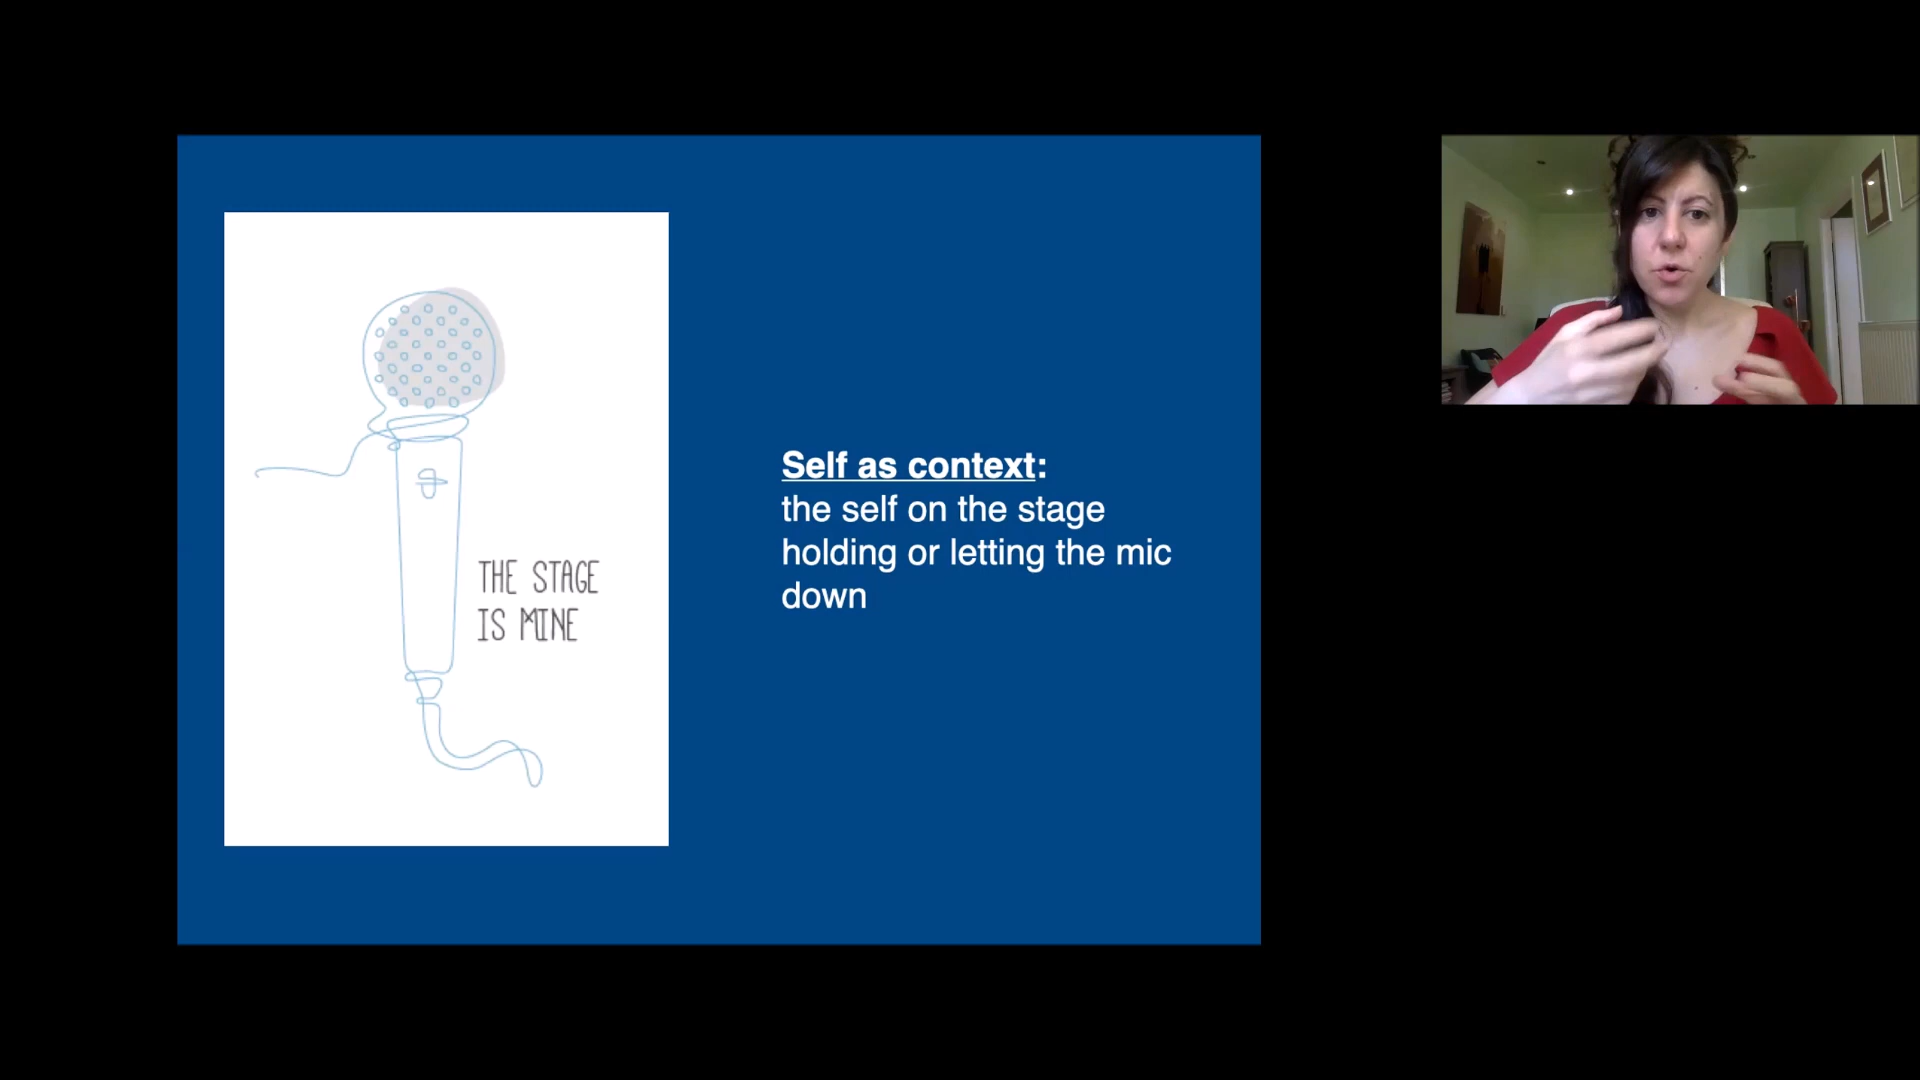 THE STAGE
IS MINE
Self as context:
the self on the stage
holding or letting the mic
down